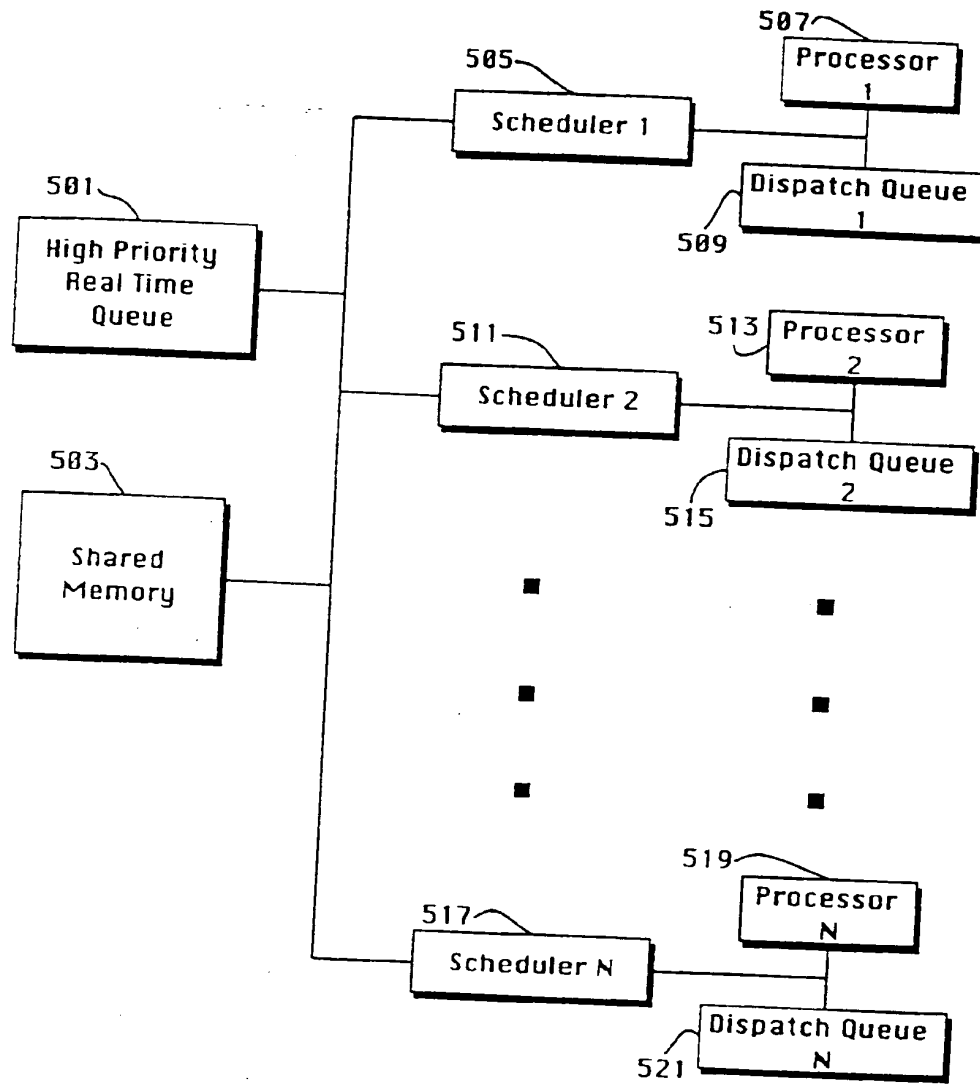 507
Processor
1
505
Scheduler 1
Dispatch Queue
1
509
501
High Priority
Real Time
Queue
513
Processor
2
511
Scheduler 2
Dispatch Queue
2
515
503
Shared
Memory
519
Processor
N
517
Scheduler N
Dispatch Queue
N
521